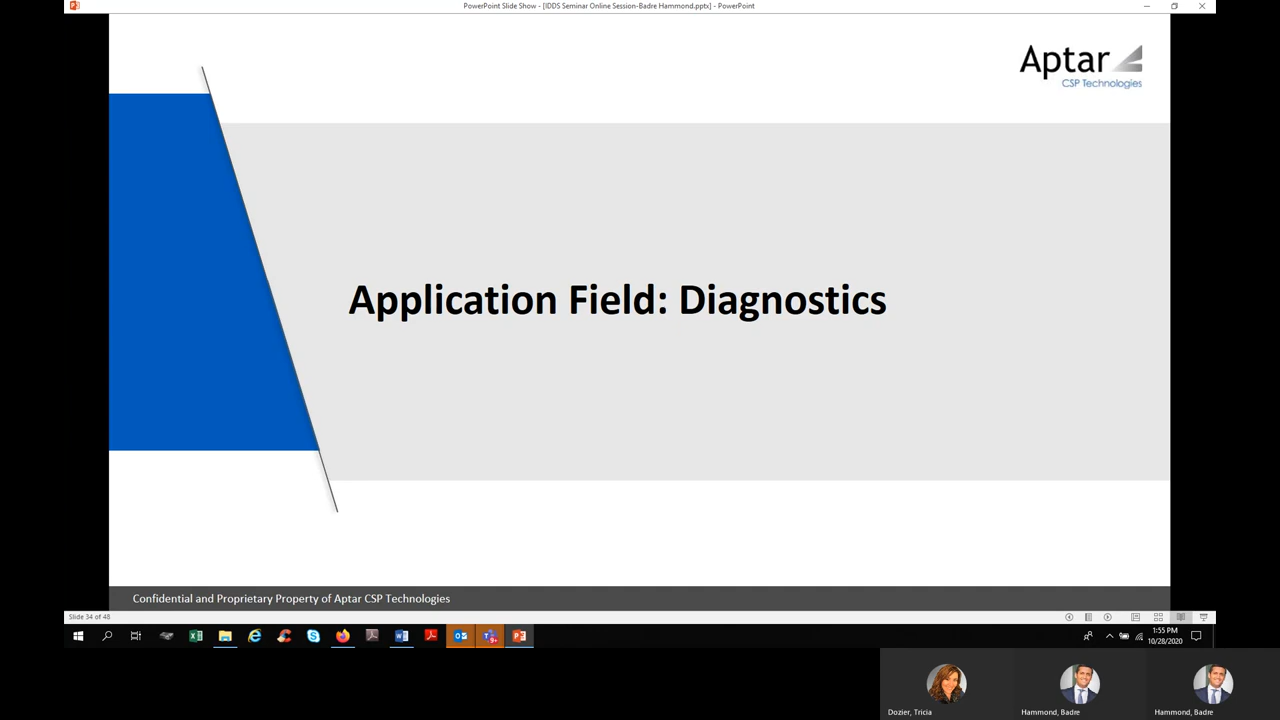 PowerPoint Slide Show - [IDDS Seminar Online Session-Badre Hammond.pptx] - PowerPoint
Aptar
CSP Technologies
Application Field: Diagnostics
Confidential and Proprietary Property of Aptar CSP Technologies
Slide 34 of 48
1:55 PM
10/28/2020
Dozier, Tricia
Hammond, Badre
Hammond, Badre